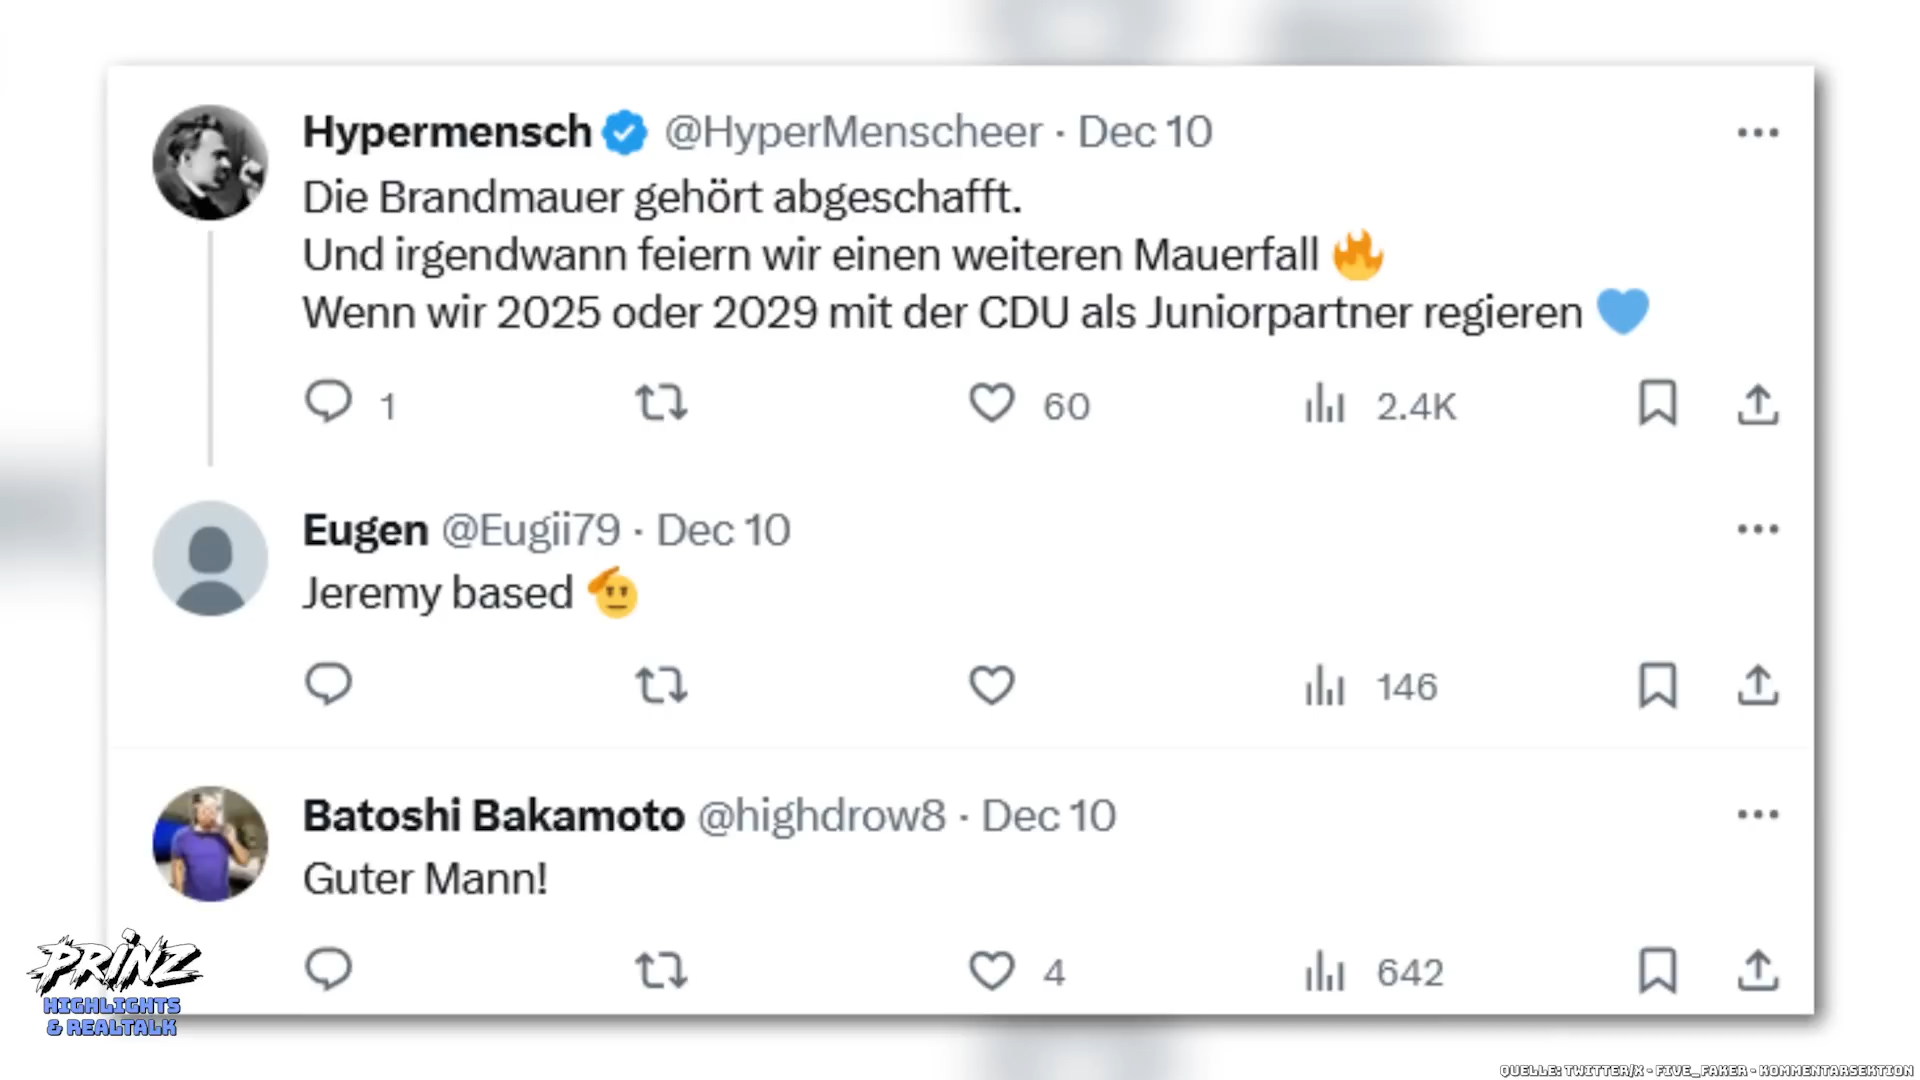 Hypermensch @HyperMenscheer · Dec 10
Die Brandmauer gehört abgeschafft.
Und irgendwann feiern wir einen weiteren Mauerfall 🔥
Wenn wir 2025 oder 2029 mit der CDU als Juniorpartner regieren 💙
1 60 2.4K
Eugen @Eugii79 · Dec 10
Jeremy based 🫡
146
Batoshi Bakamoto @highdrow8 · Dec 10
Guter Mann!
4 642
PRINZ
HIGHLIGHTS
& REALTALK
QUELLE: TWITTER/X - FIVE_FAKER - KOMMENTARSEKTION